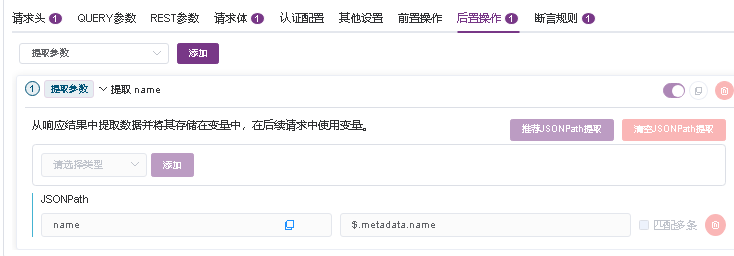 请求头 1 QUERY参数 REST参数 请求体 1 认证配置 其他设置 前置操作 后置操作 1 断言规则 1
提取参数 添加
1 提取参数 提取 name
从响应结果中提取数据并将其存储在变量中，在后续请求中使用变量。 推荐JSONPath提取 清空JSONPath提取
请选择类型 添加
JSONPath
name $.metadata.name 匹配多条